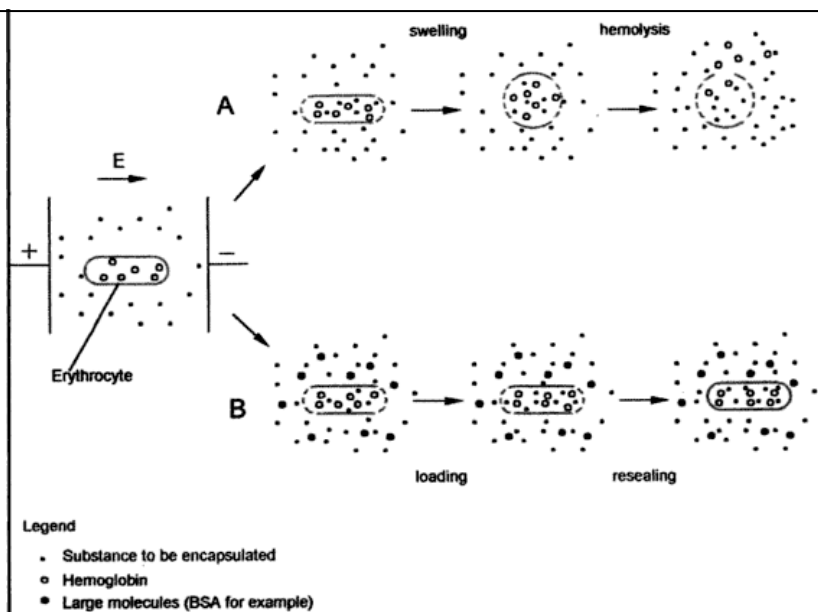 swelling
hemolysis
A
E
+
−
Erythrocyte
B
loading
resealing
Legend
Substance to be encapsulated
Hemoglobin
Large molecules (BSA for example)